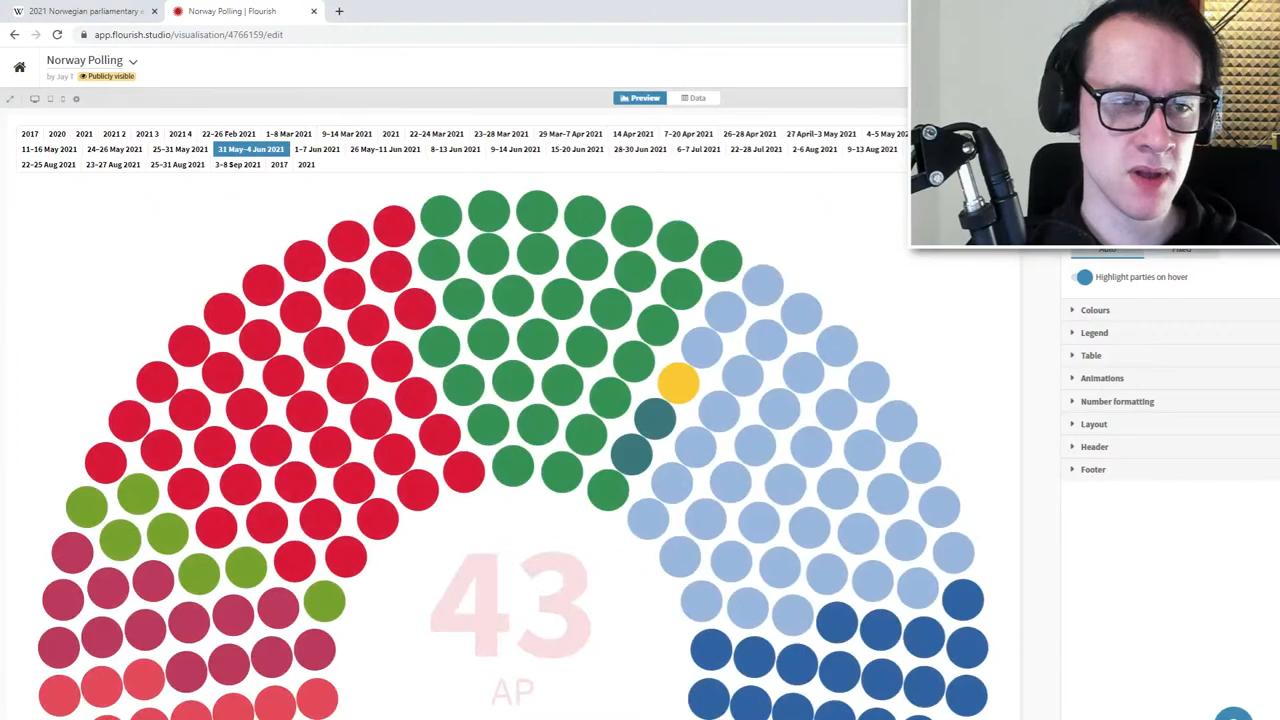 2021 Norwegian parliamentary e
Norway Polling | Flourish
app.flourish.studio/visualisation/4766159/edit
Norway Polling
by Jay T Publicly visible
Preview Data
2017 2020 2021 2021 2 2021 3 2021 4 22–26 Feb 2021 1–8 Mar 2021 9–14 Mar 2021 2021 22–24 Mar 2021 23–28 Mar 2021 29 Mar–7 Apr 2021 14 Apr 2021 7–20 Apr 2021 26–28 Apr 2021 27 April–3 May 2021 4–5 May 202
11–16 May 2021 24–26 May 2021 25–31 May 2021 31 May–4 Jun 2021 1–7 Jun 2021 26 May–11 Jun 2021 8–13 Jun 2021 9–14 Jun 2021 15-20 Jun 2021 28-30 Jun 2021 6–7 Jul 2021 22–28 Jul 2021 2-6 Aug 2021 9–13 Aug 2021
22–25 Aug 2021 23–27 Aug 2021 25–31 Aug 2021 3–8 Sep 2021 2017 2021
Auto Fixed
Highlight parties on hover
Colours
Legend
Table
Animations
Number formatting
Layout
Header
Footer
43
AP